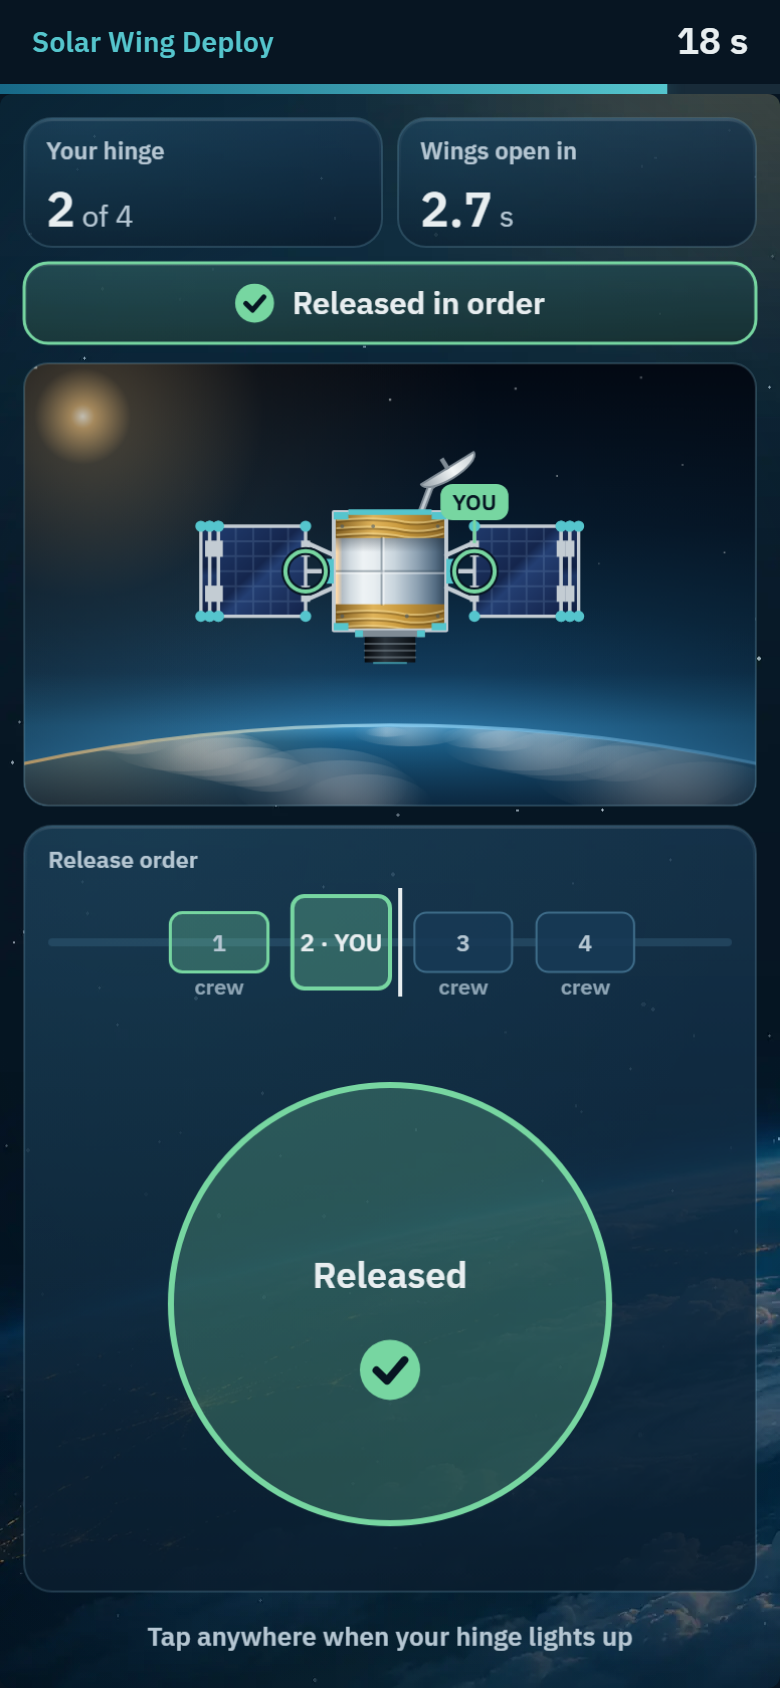 Solar Wing Deploy
18 s
Your hinge
2 of 4
Wings open in
2.7 s
Released in order
YOU
Release order
1
2 · YOU
3
4
crew
crew
crew
Released
Tap anywhere when your hinge lights up